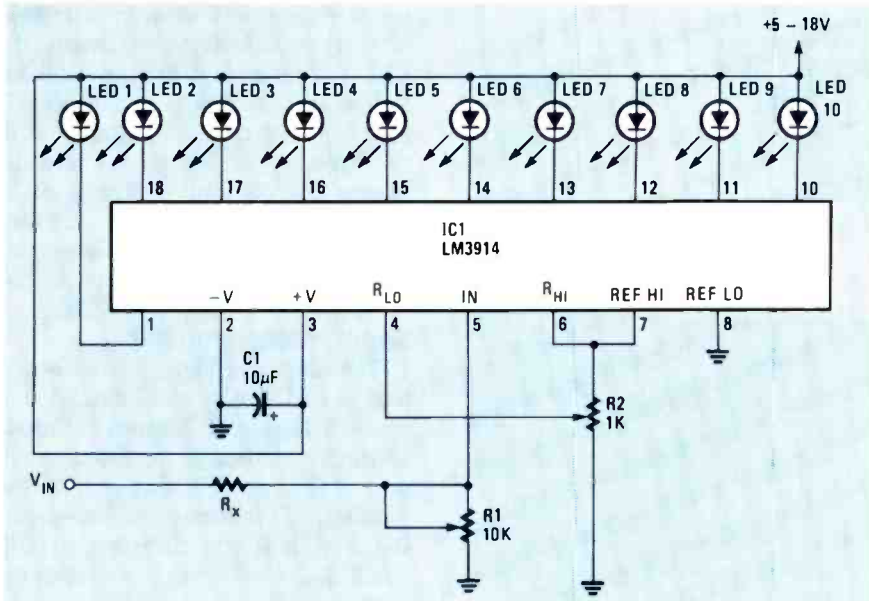 +5 – 18V
LED 1
LED 2
LED 3
LED 4
LED 5
LED 6
LED 7
LED 8
LED 9
LED
10
18
17
16
15
14
13
12
11
10
IC1
LM3914
–V
+V
RLO
IN
RHI
REF HI
REF LO
1
2
3
4
5
6
7
8
C1
10µF
+
R2
1K
VIN
RX
R1
10K